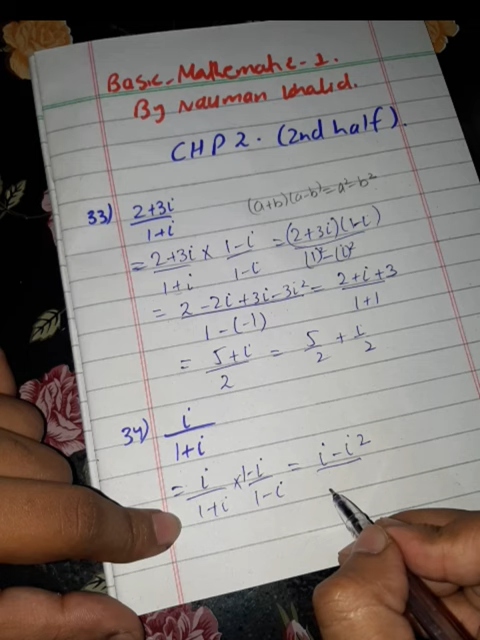 Basic Mathematic-1.
By Nauman Khalid.
CHP 2. (2nd half).
33) 2+3i/1+i (a+b)(a-b)=a²-b²
= 2+3i/1+i × 1-i/1-i = (2+3i)(1-i)/(1)²-(i)²
= 2-2i+3i-3i²/1-(-1) = 2+i+3/1+1
= 5+i/2 = 5/2 + i/2
34) i/1+i
= i/1+i × 1-i/1-i = i-i²